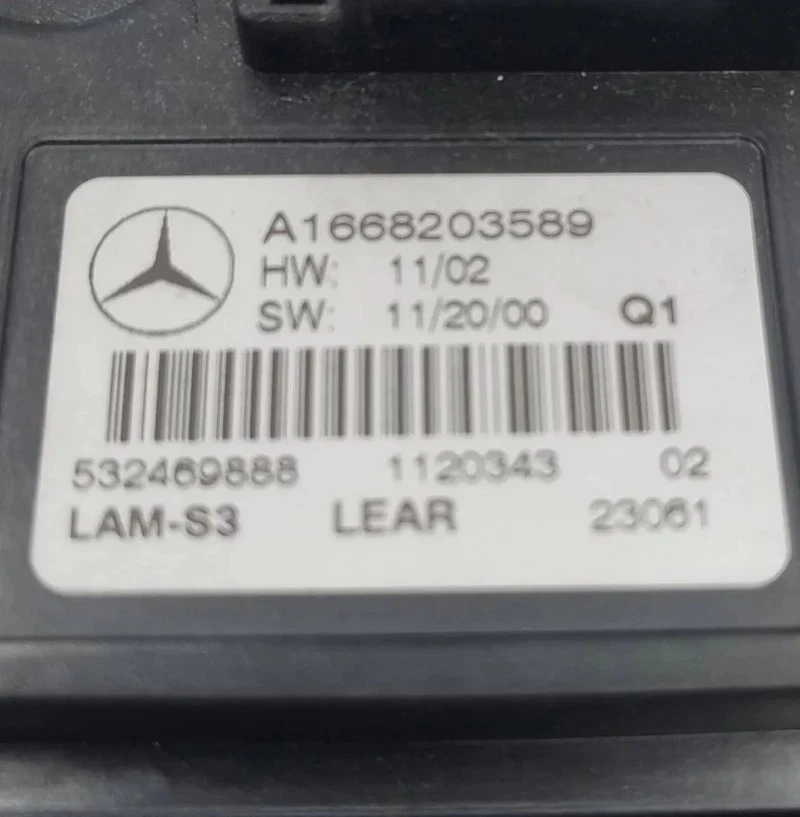 A1668203589
HW: 11/02
SW: 11/20/00 Q1
532469888 1120343 02
LAM-S3 LEAR 23061